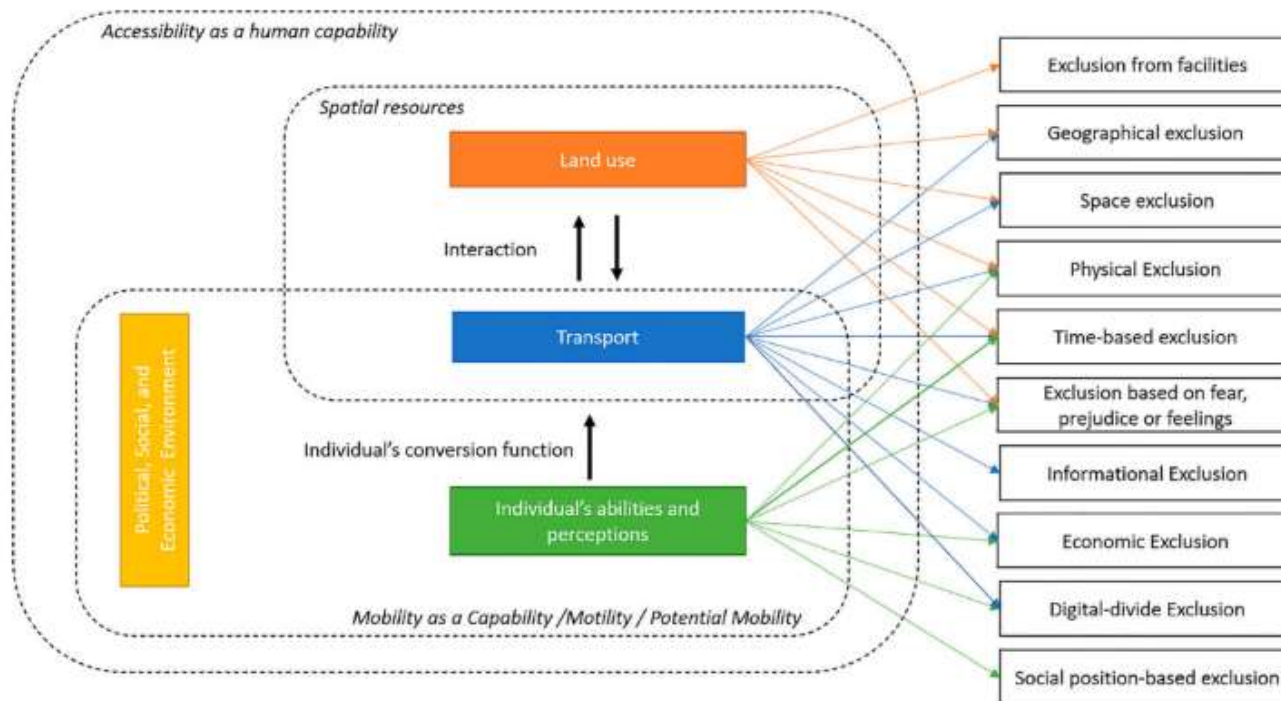 Accessibility as a human capability
Spatial resources
Land use
Interaction
Transport
Political, Social, and
Economic Environment
Individual's conversion function
Individual's abilities and
perceptions
Mobility as a Capability /Motility / Potential Mobility
Exclusion from facilities
Geographical exclusion
Space exclusion
Physical Exclusion
Time-based exclusion
Exclusion based on fear,
prejudice or feelings
Informational Exclusion
Economic Exclusion
Digital-divide Exclusion
Social position-based exclusion